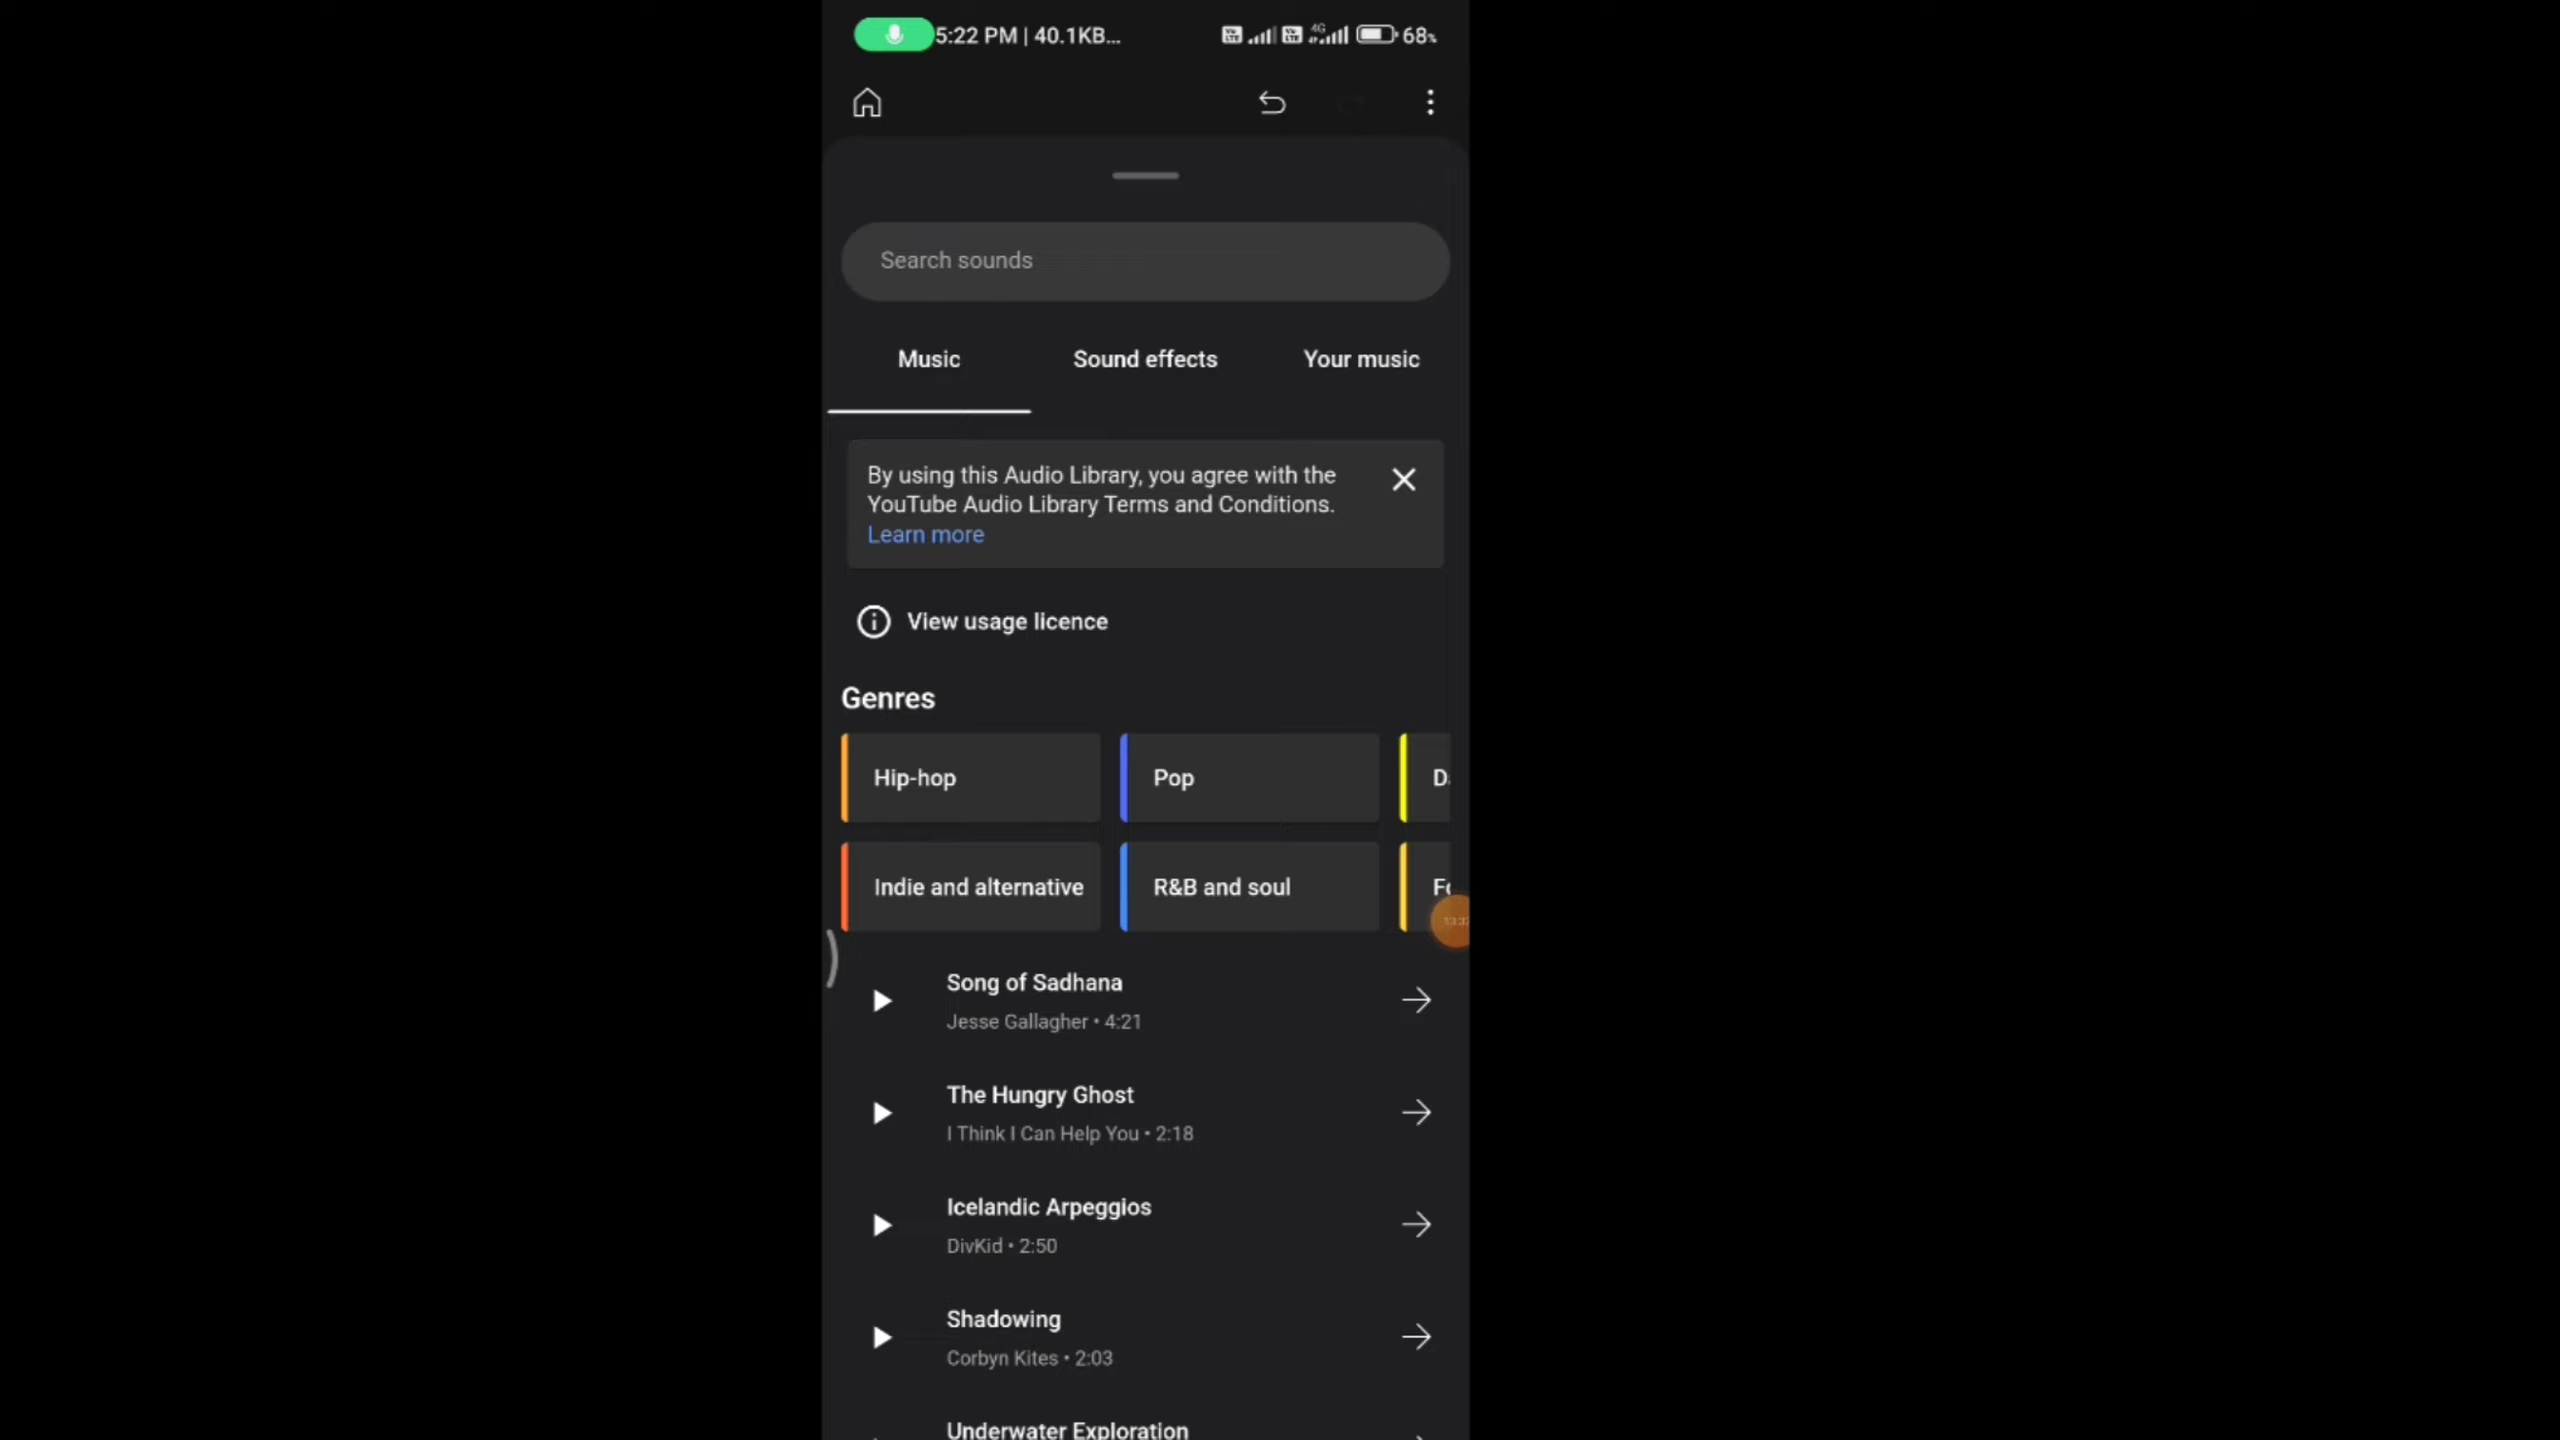 5:22 PM | 40.1KB...
4G
68%
Search sounds
Music
Sound effects
Your music
By using this Audio Library, you agree with the
YouTube Audio Library Terms and Conditions.
Learn more
View usage licence
Genres
Hip-hop
Pop
Indie and alternative
R&B and soul
Song of Sadhana
Jesse Gallagher • 4:21
The Hungry Ghost
I Think I Can Help You • 2:18
Icelandic Arpeggios
DivKid • 2:50
Shadowing
Corbyn Kites • 2:03
Underwater Exploration